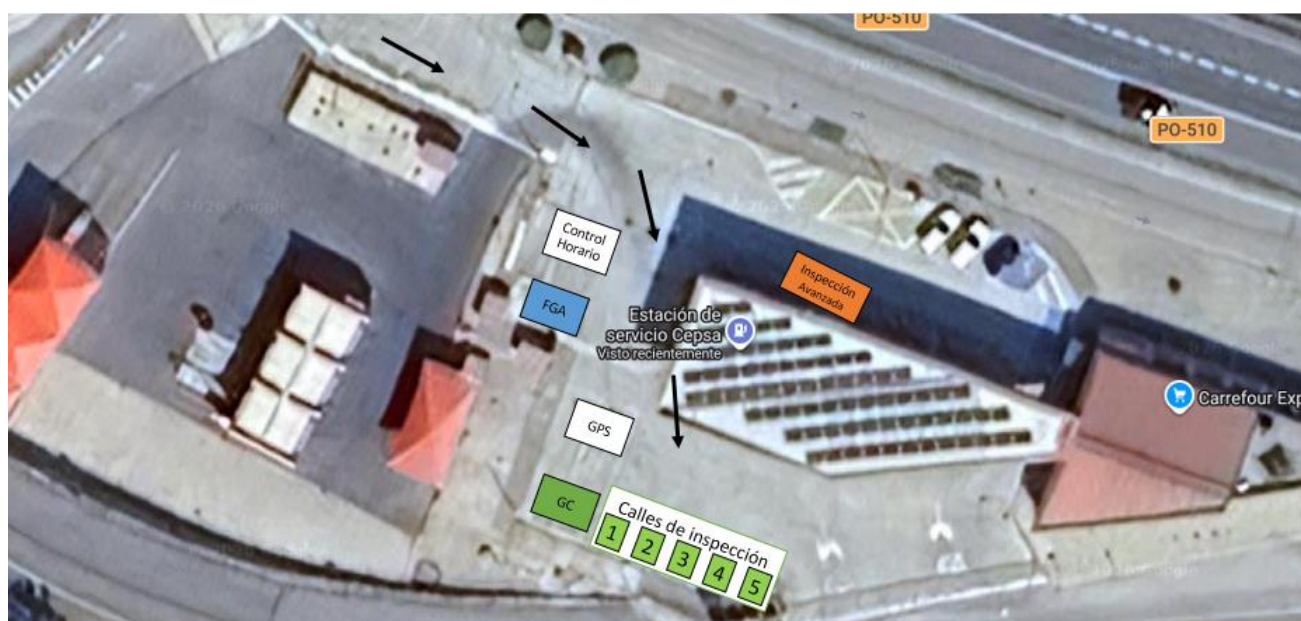 PO-510
PO-510
Control
Horario
Inspección
Avanzada
FGA
Estación de
servicio Cepsa
Visto recientemente
Carrefour Exp
GPS
GC
Calles de inspección
1 2 3 4 5